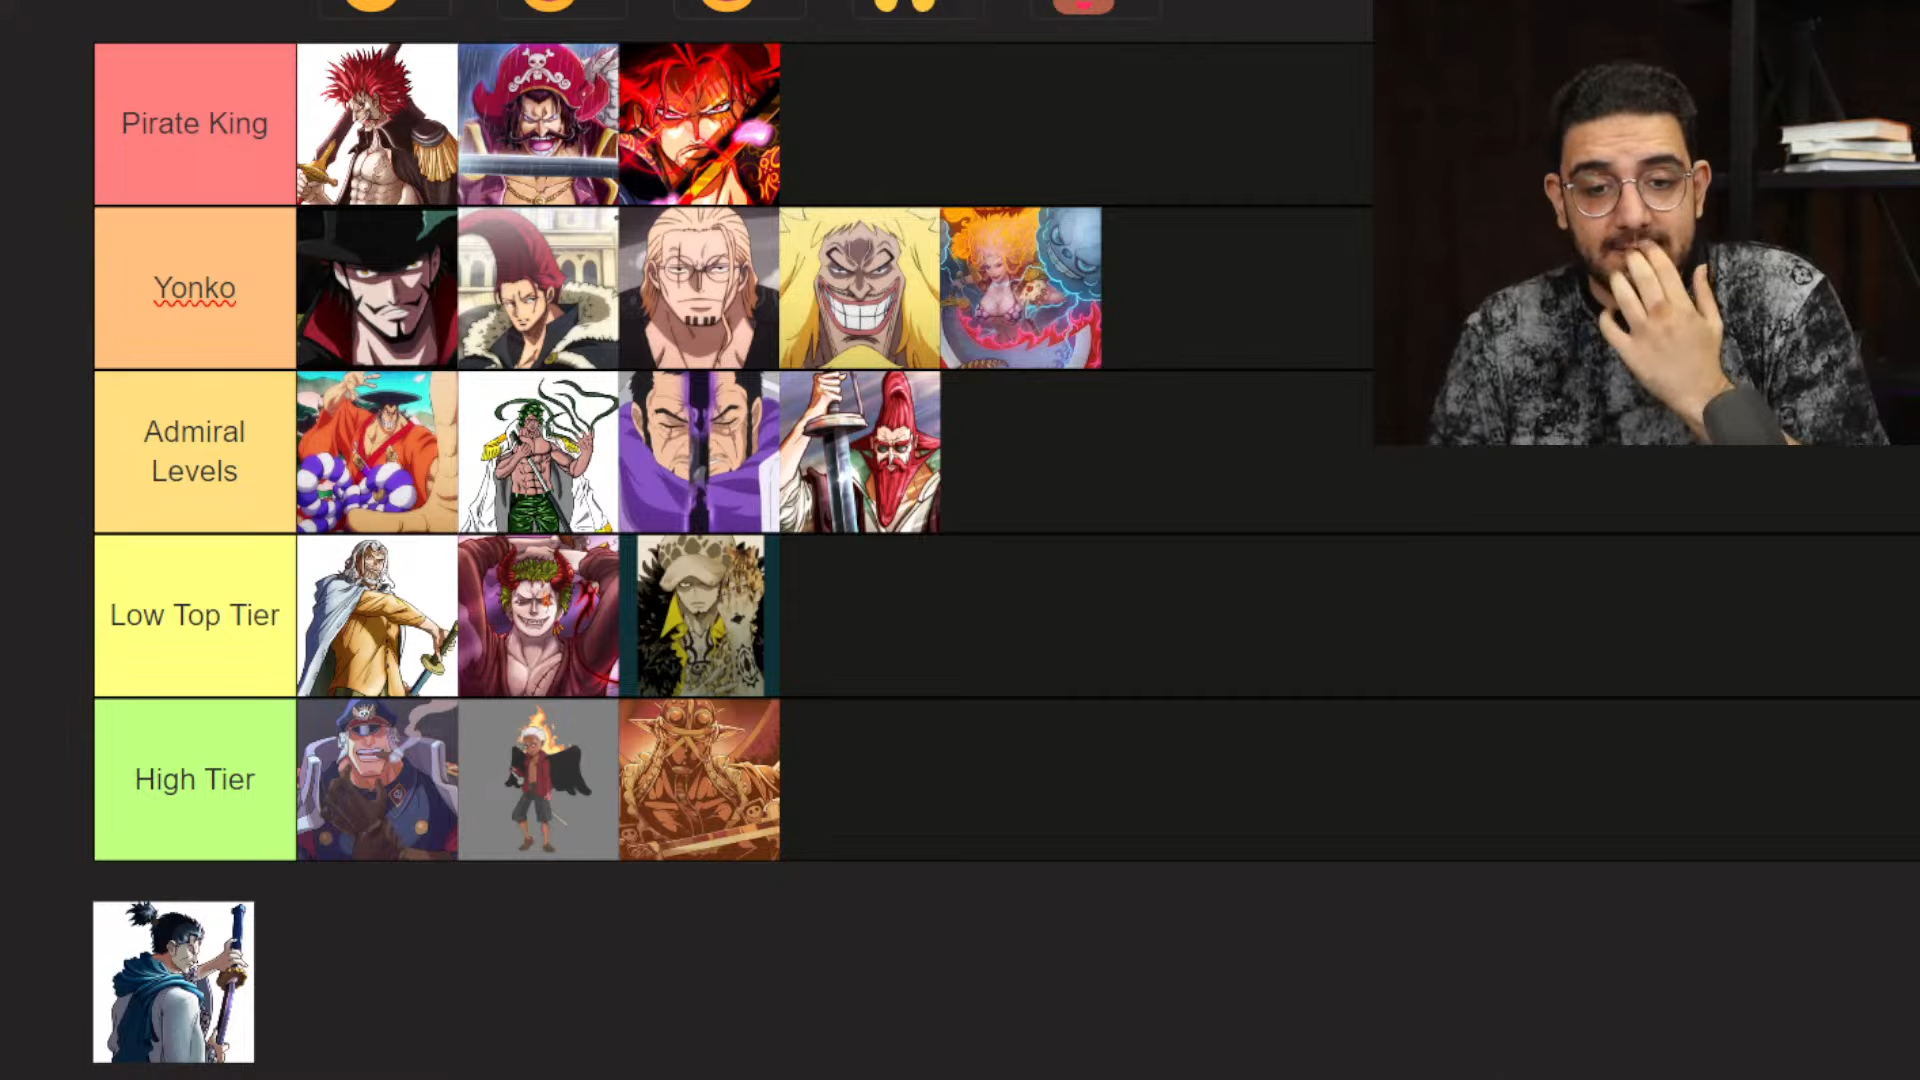 Pirate King
Yonko
Admiral
Levels
Low Top Tier
High Tier